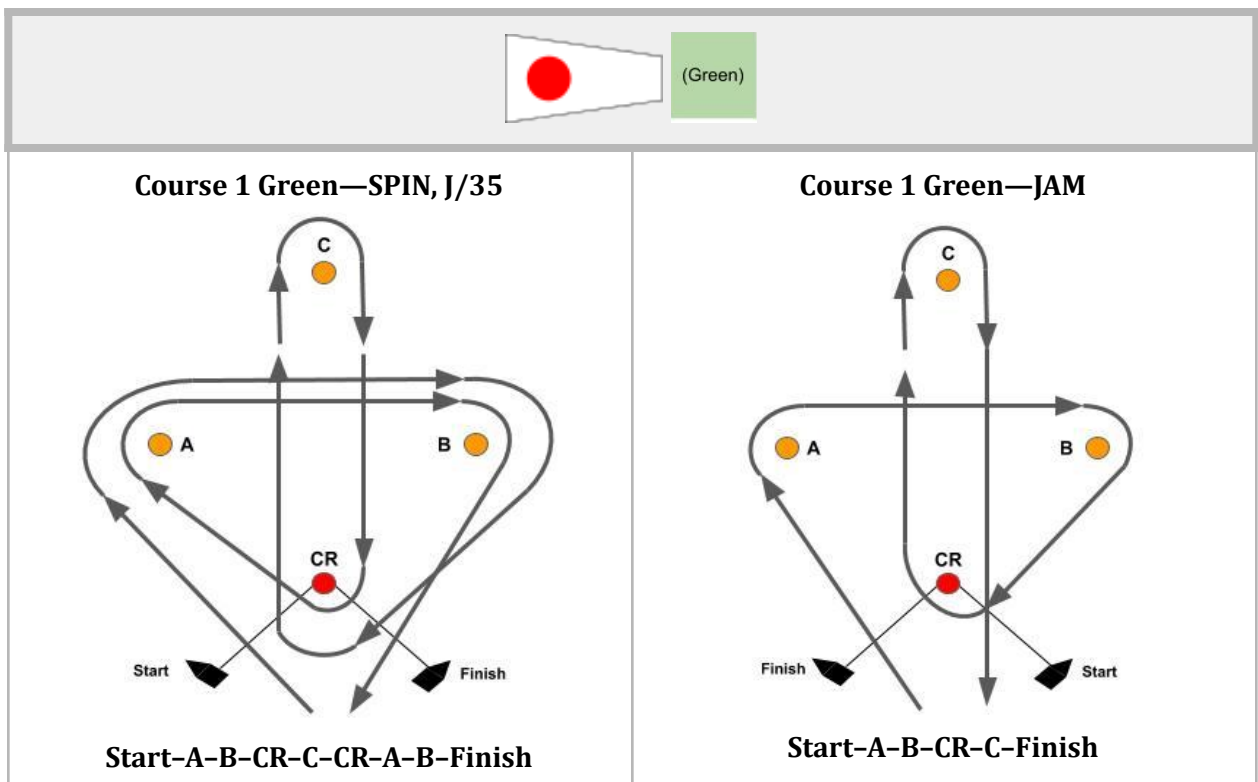 (Green)
Course 1 Green—SPIN, J/35
C
A
B
CR
Start
Finish
Start–A–B–CR–C–CR–A–B–Finish
Course 1 Green—JAM
C
A
B
CR
Finish
Start
Start–A–B–CR–C–Finish